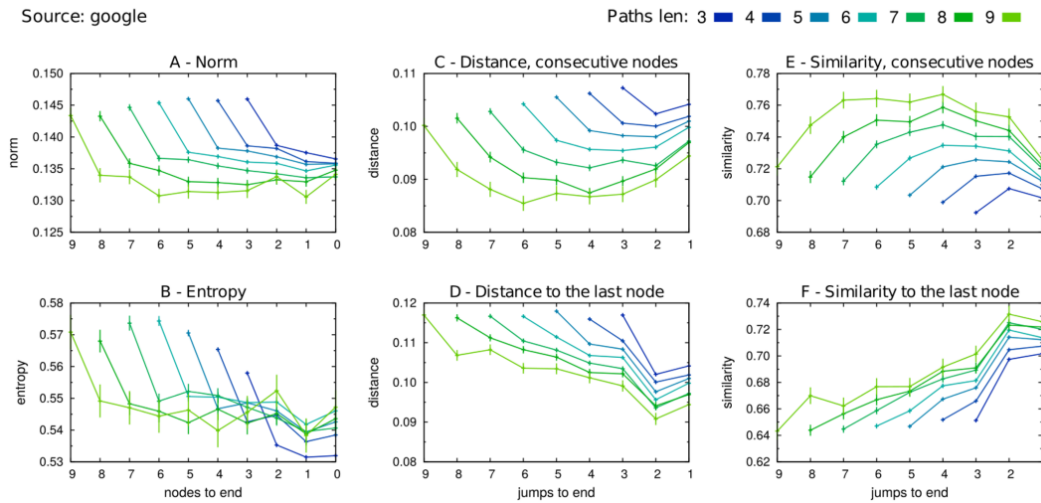 Source: google
Paths len: 3 4 5 6 7 8 9
A - Norm
0.150
0.145
0.140
0.135
0.130
0.125
norm
9 8 7 6 5 4 3 2 1 0
C - Distance, consecutive nodes
0.11
0.10
0.09
0.08
distance
9 8 7 6 5 4 3 2 1
E - Similarity, consecutive nodes
0.78
0.76
0.74
0.72
0.70
0.68
similarity
9 8 7 6 5 4 3 2
B - Entropy
0.58
0.57
0.56
0.55
0.54
0.53
entropy
9 8 7 6 5 4 3 2 1 0
nodes to end
D - Distance to the last node
0.12
0.11
0.10
0.09
0.08
distance
9 8 7 6 5 4 3 2 1
jumps to end
F - Similarity to the last node
0.74
0.72
0.70
0.68
0.66
0.64
0.62
similarity
9 8 7 6 5 4 3 2
jumps to end